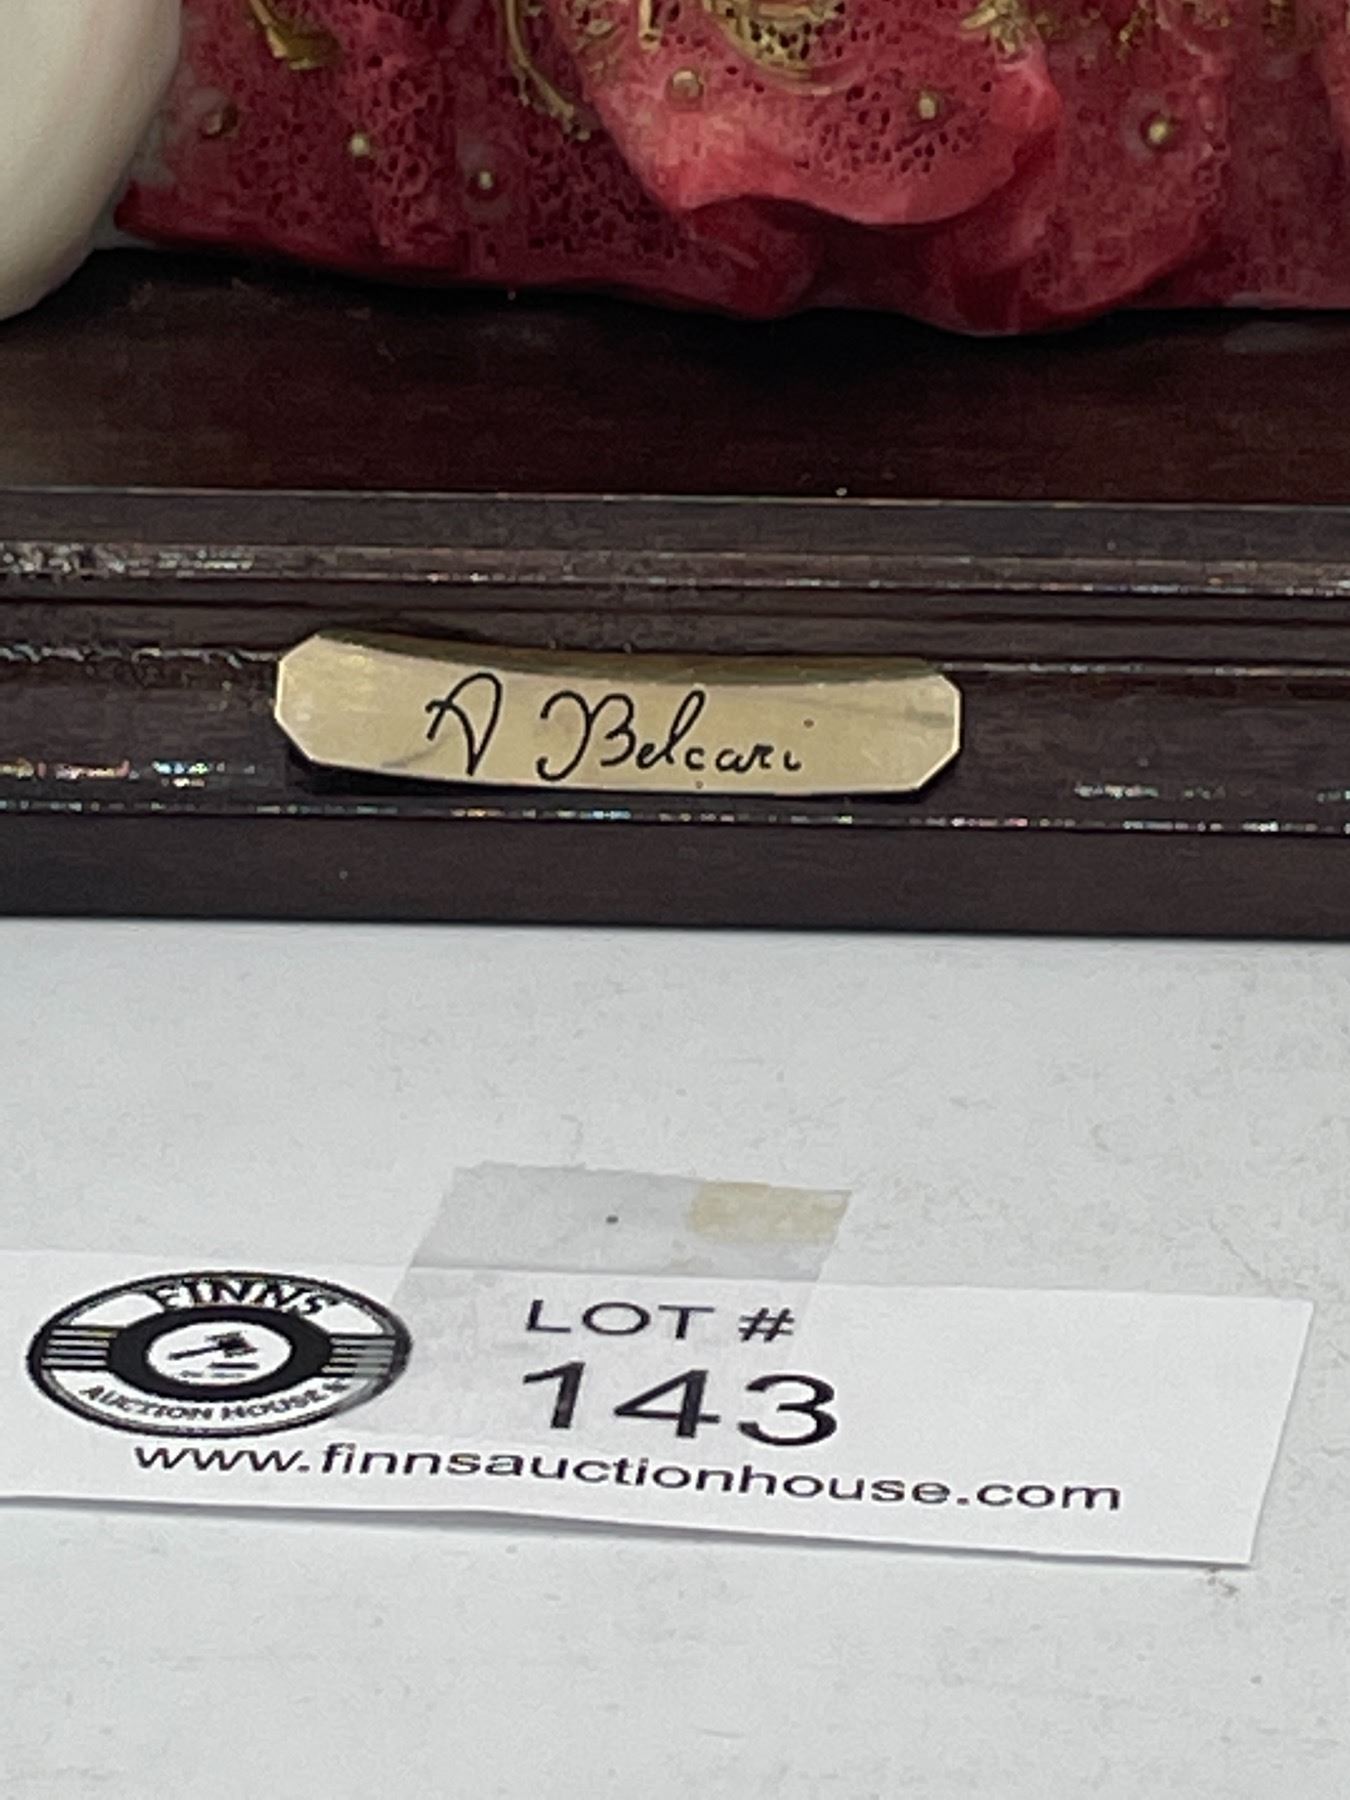 A Belcari
FINNS
AUCTION HOUSE
LOT #
143
www.finnsauctionhouse.com